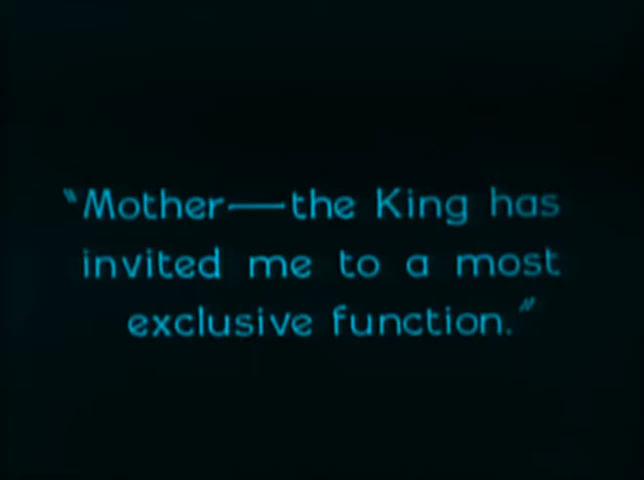 "Mother—the King has
invited me to a most
exclusive function."